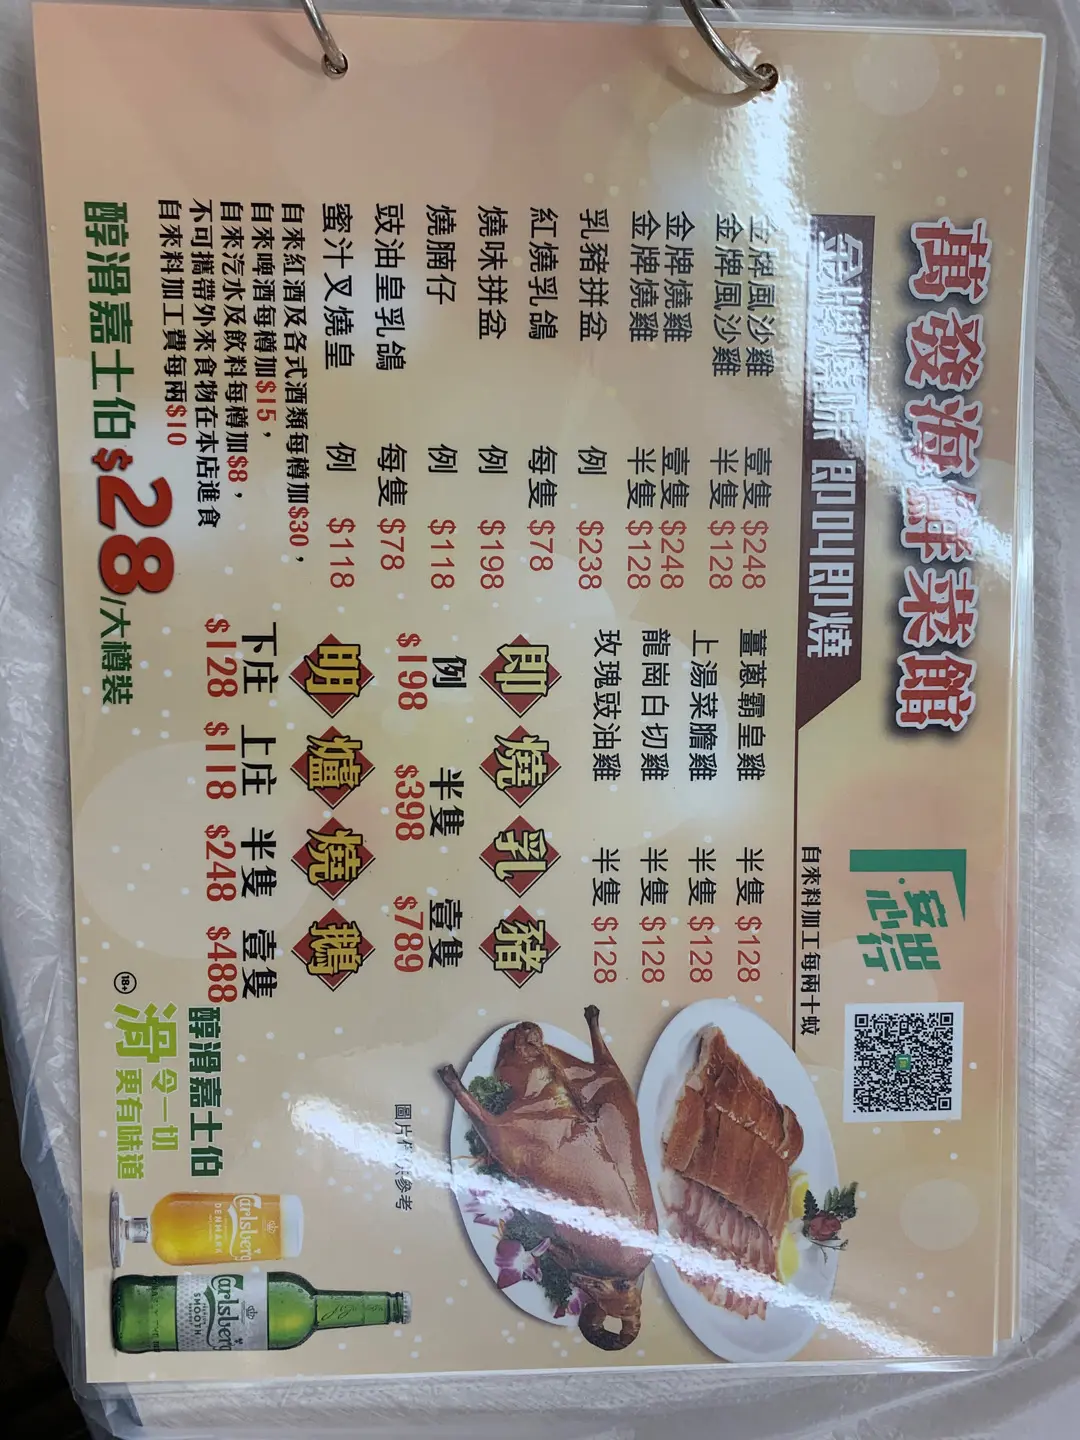 萬發海鮮菜館
安心出行
金牌燒味 即叫即燒
自來料加工每兩十蚊
金牌風沙雞 壹隻 $248
金牌風沙雞 半隻 $128
金牌燒雞 壹隻 $248
金牌燒雞 半隻 $128
乳豬拼盆 例 $238
紅燒乳鴿 每隻 $78
燒味拼盆 例 $198
燒腩仔 例 $118
豉油皇乳鴿 每隻 $78
蜜汁叉燒皇 例 $118
薑蔥霸皇雞 半隻 $128
上湯菜膽雞 半隻 $128
龍崗白切雞 半隻 $128
玫瑰豉油雞 半隻 $128
即燒乳豬
例 半隻 壹隻
$198 $398 $789
明爐燒鵝
下庄 上庄 半隻 壹隻
$128 $118 $248 $488
自來紅酒及各式酒類每樽加$30，
自來啤酒每樽加$15，
自來汽水及飲料每樽加$8，
不可攜帶外來食物在本店進食
自來料加工費每兩$10
醇滑嘉士伯$28/大樽裝
圖片 參考
醇滑嘉士伯
滑令一切
更有味道
18+
Carlsberg
DENMARK
Carlsberg
SMOOTH